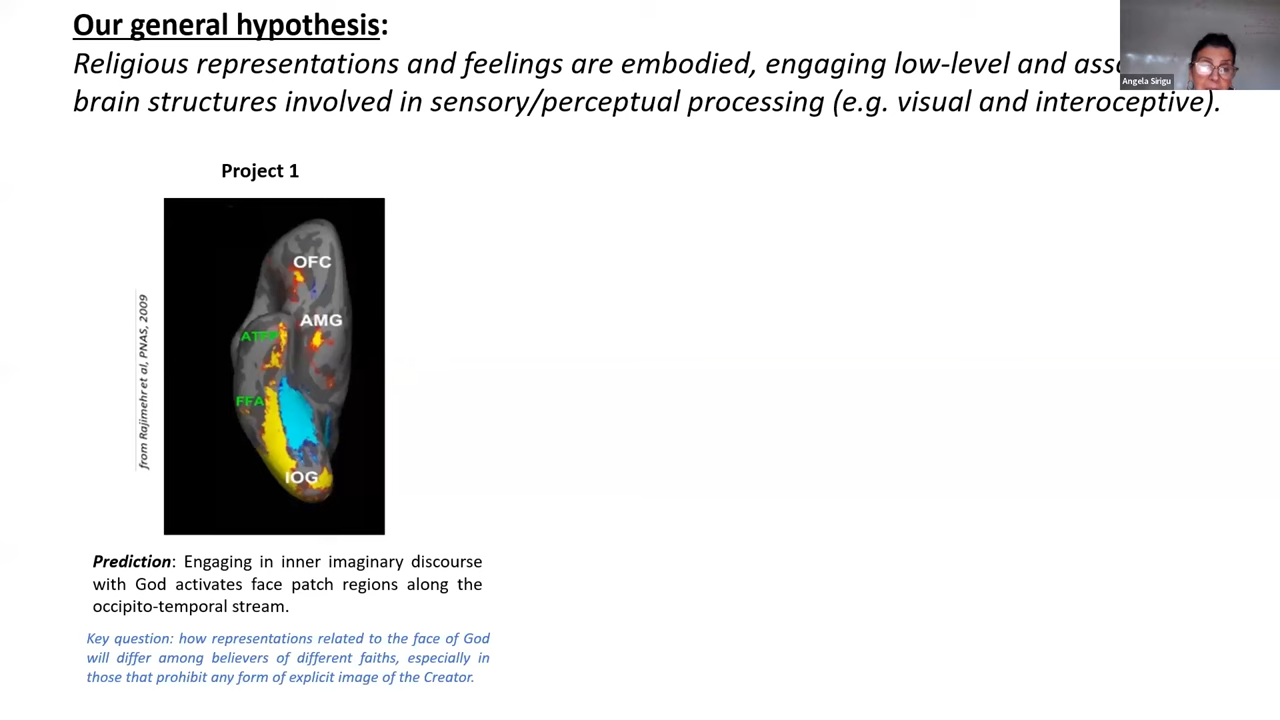 Our general hypothesis:
Religious representations and feelings are embodied, engaging low-level and
brain structures involved in sensory/perceptual processing (e.g. visual and interoceptive).
Angela Sirigu
Project 1
OFC
AMG
FFA
IOG
from Rajimehr et al, PNAS, 2009
Prediction: Engaging in inner imaginary discourse
with God activates face patch regions along the
occipito-temporal stream.
Key question: how representations related to the face of God
will differ among believers of different faiths, especially in
those that prohibit any form of explicit image of the Creator.